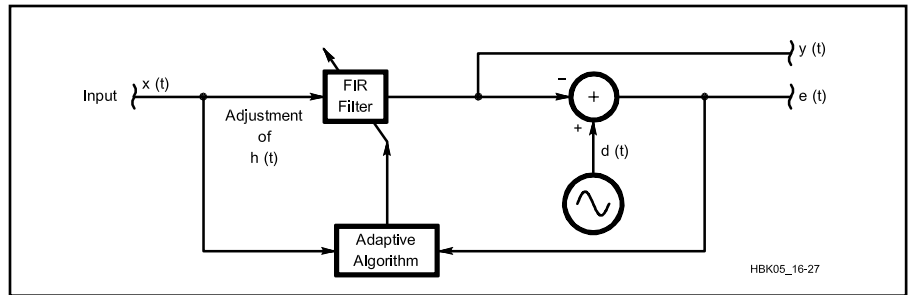 y (t)
Input
x (t)
FIR
Filter
−
+
e (t)
Adjustment
of
h (t)
+
d (t)
Adaptive
Algorithm
HBK05_16-27